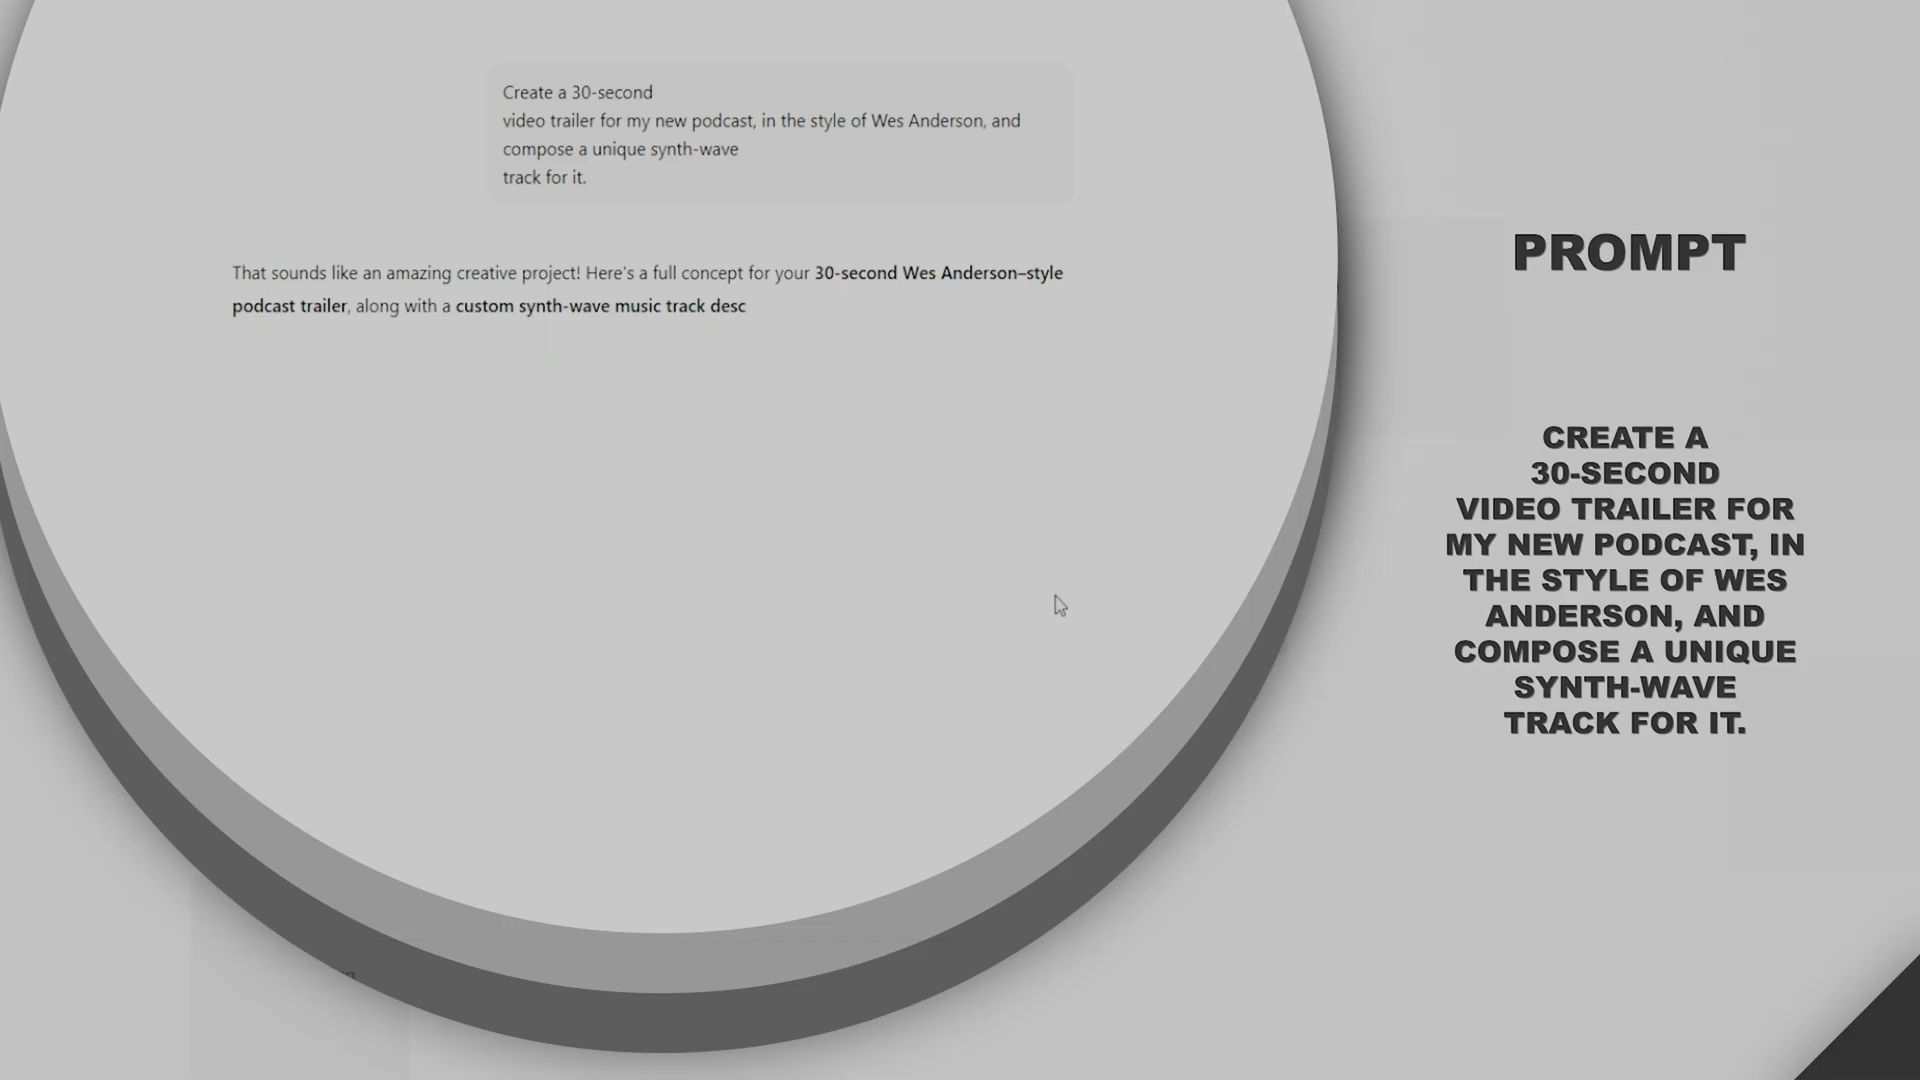 Create a 30-second
video trailer for my new podcast, in the style of Wes Anderson, and
compose a unique synth-wave
track for it.
That sounds like an amazing creative project! Here's a full concept for your 30-second Wes Anderson–style
podcast trailer, along with a custom synth-wave music track desc
PROMPT
CREATE A
30-SECOND
VIDEO TRAILER FOR
MY NEW PODCAST, IN
THE STYLE OF WES
ANDERSON, AND
COMPOSE A UNIQUE
SYNTH-WAVE
TRACK FOR IT.